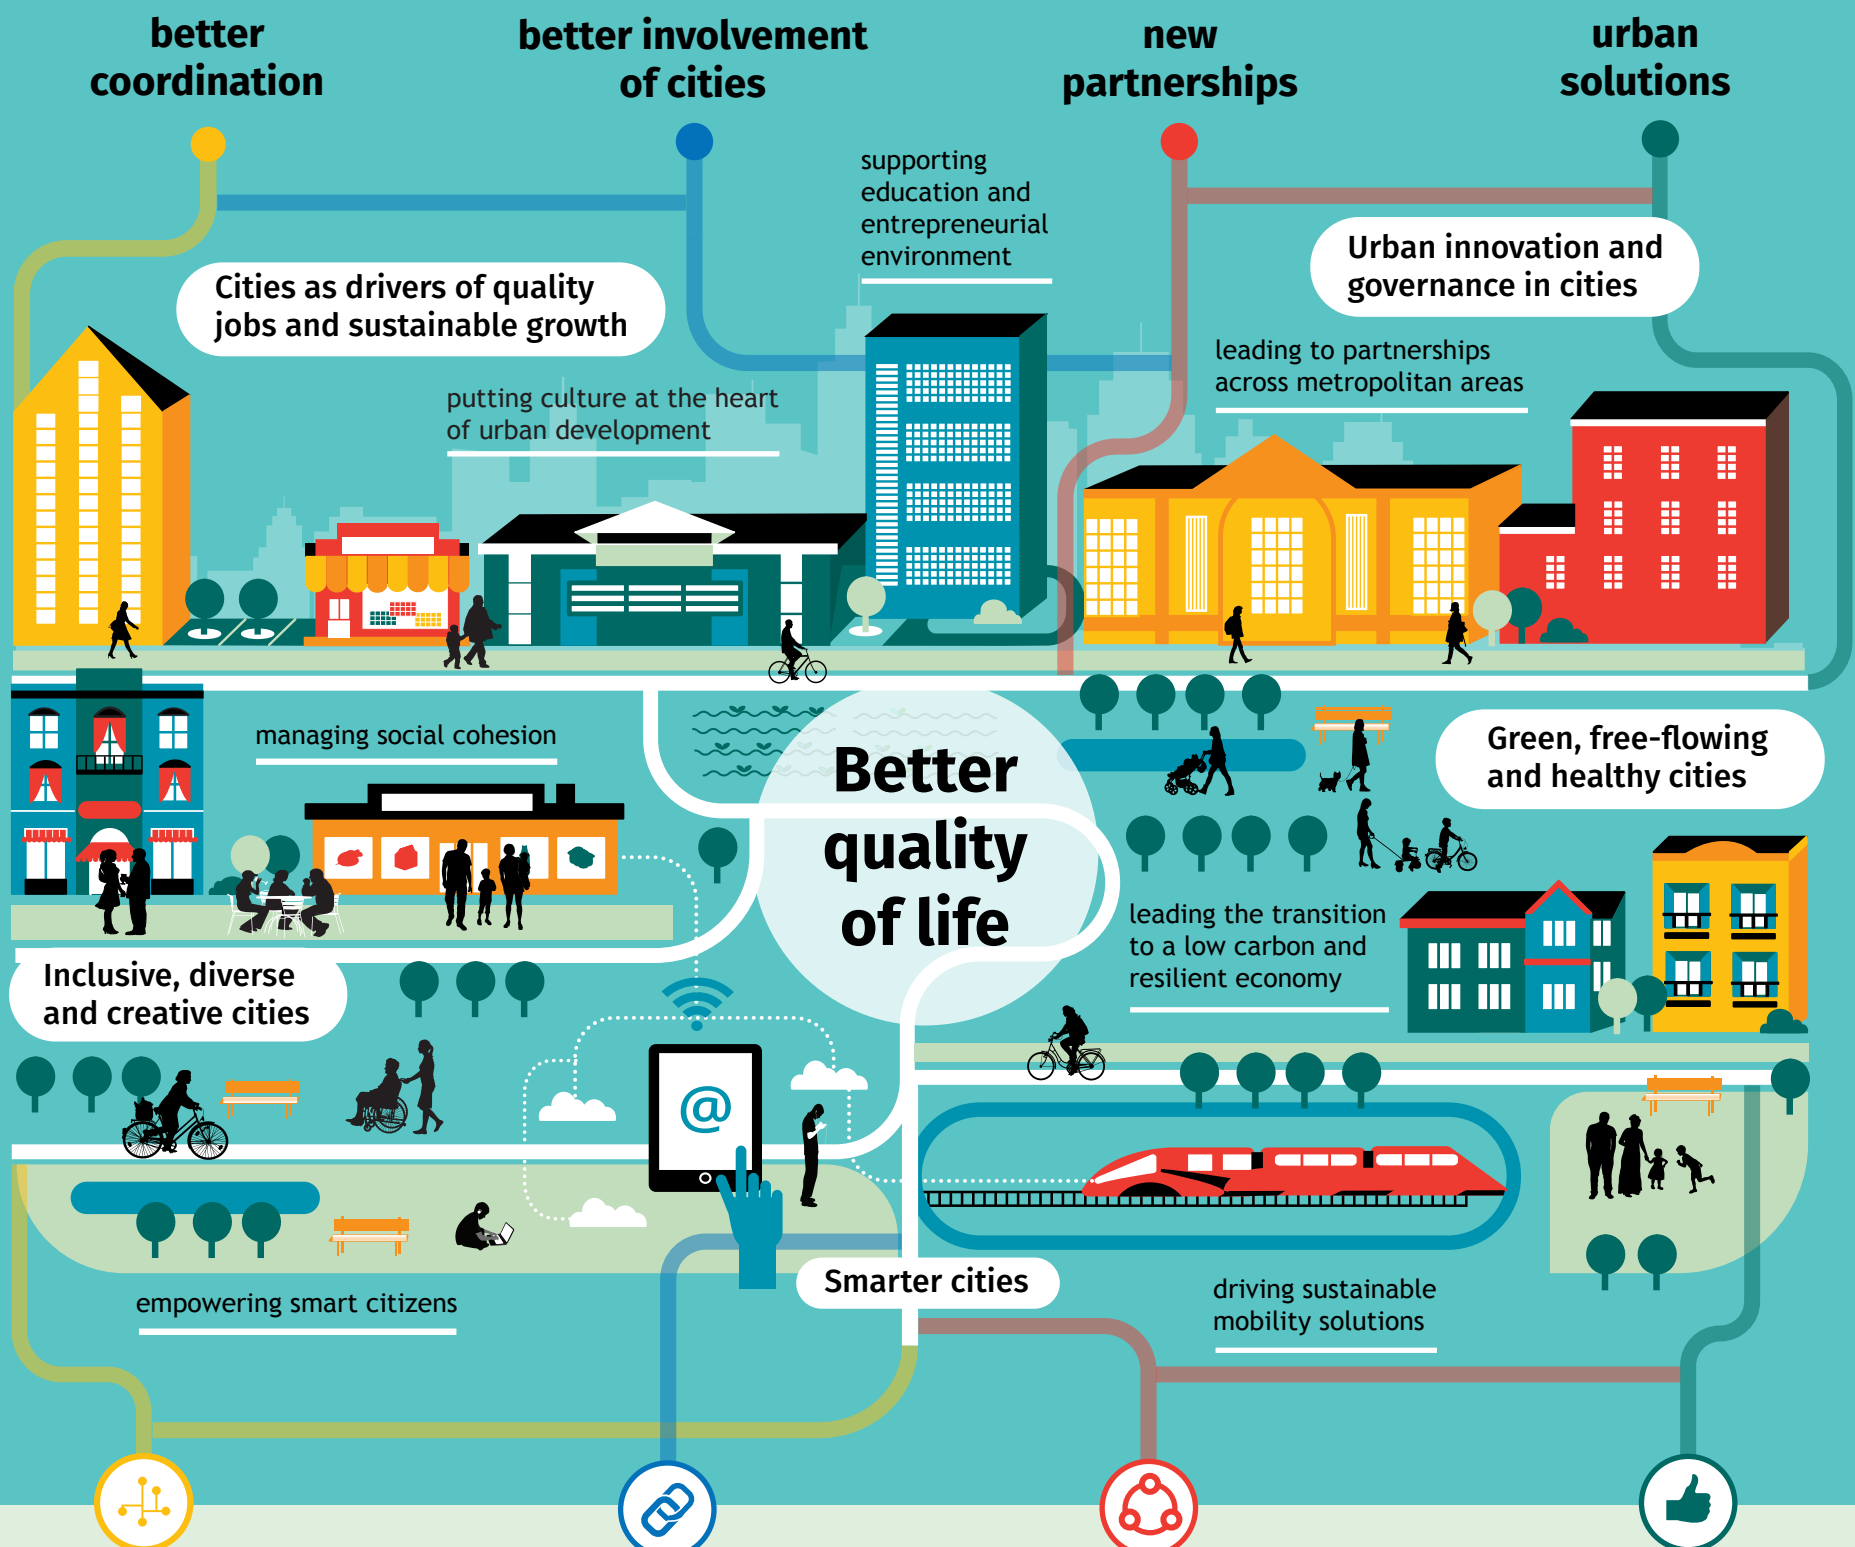 better
coordination
better involvement
of cities
new
partnerships
urban
solutions
supporting
education and
entrepreneurial
environment
Urban innovation and
governance in cities
Cities as drivers of quality
jobs and sustainable growth
leading to partnerships
across metropolitan areas
putting culture at the heart
of urban development
managing social cohesion
Better
quality
of life
Green, free-flowing
and healthy cities
leading the transition
to a low carbon and
resilient economy
Inclusive, diverse
and creative cities
@
Smarter cities
empowering smart citizens
driving sustainable
mobility solutions